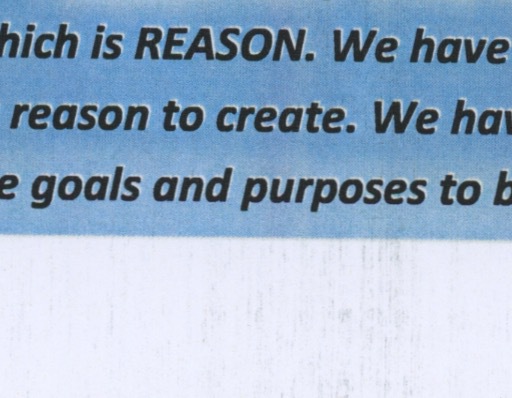 hich is REASON. We have
reason to create. We hav
e goals and purposes to b